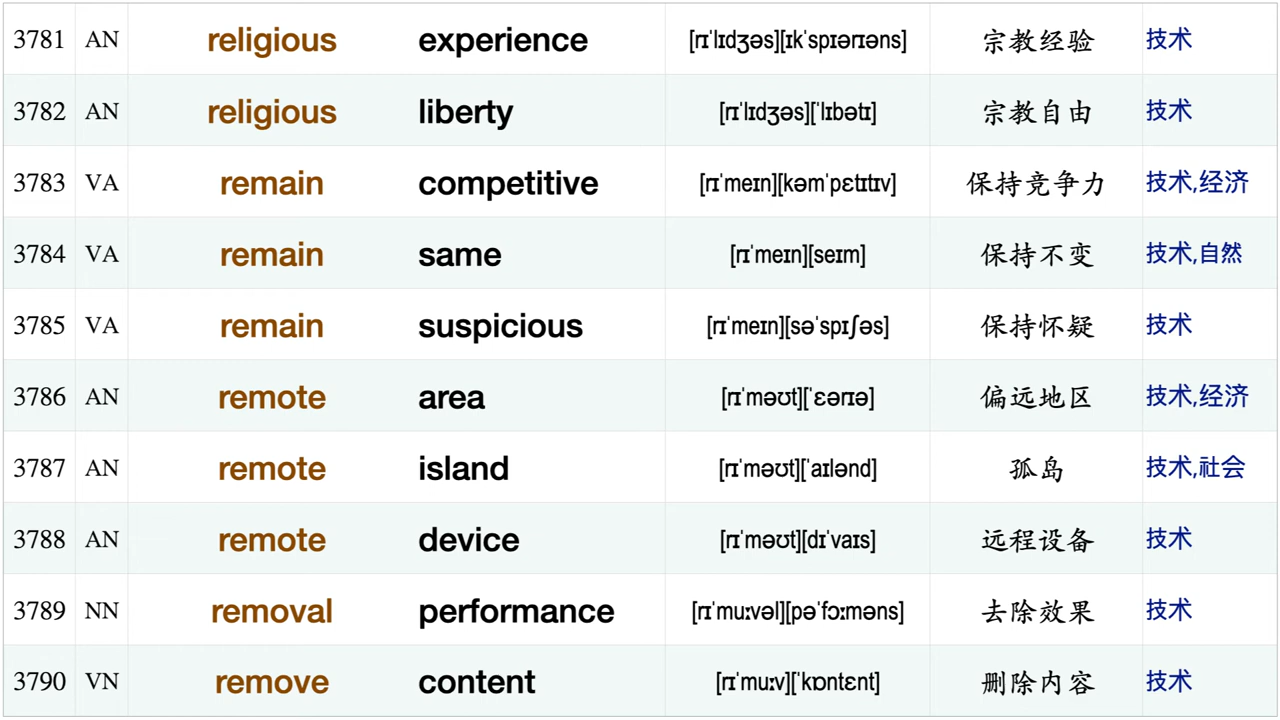 3781 AN religious experience [rɪˈlɪdʒəs][ɪkˈspɪərɪəns] 宗教经验 技术
3782 AN religious liberty [rɪˈlɪdʒəs][ˈlɪbətɪ] 宗教自由 技术
3783 VA remain competitive [rɪˈmeɪn][kəmˈpɛtɪtɪv] 保持竞争力 技术,经济
3784 VA remain same [rɪˈmeɪn][seɪm] 保持不变 技术,自然
3785 VA remain suspicious [rɪˈmeɪn][səˈspɪʃəs] 保持怀疑 技术
3786 AN remote area [rɪˈməʊt][ˈɛərɪə] 偏远地区 技术,经济
3787 AN remote island [rɪˈməʊt][ˈaɪlənd] 孤岛 技术,社会
3788 AN remote device [rɪˈməʊt][dɪˈvaɪs] 远程设备 技术
3789 NN removal performance [rɪˈmuːvəl][pəˈfɔːməns] 去除效果 技术
3790 VN remove content [rɪˈmuːv][ˈkɒntɛnt] 删除内容 技术